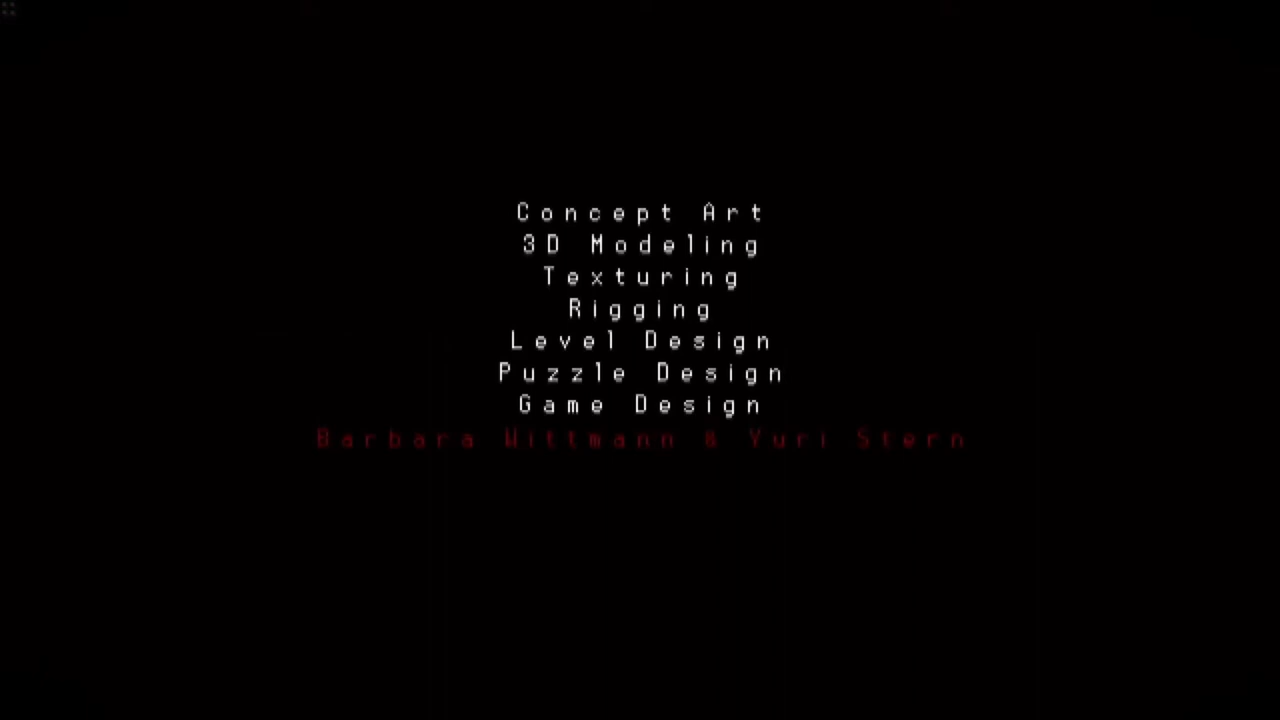 Concept Art
3D Modeling
Texturing
Rigging
Level Design
Puzzle Design
Game Design
Barbara Wittmann & Yuri Stern